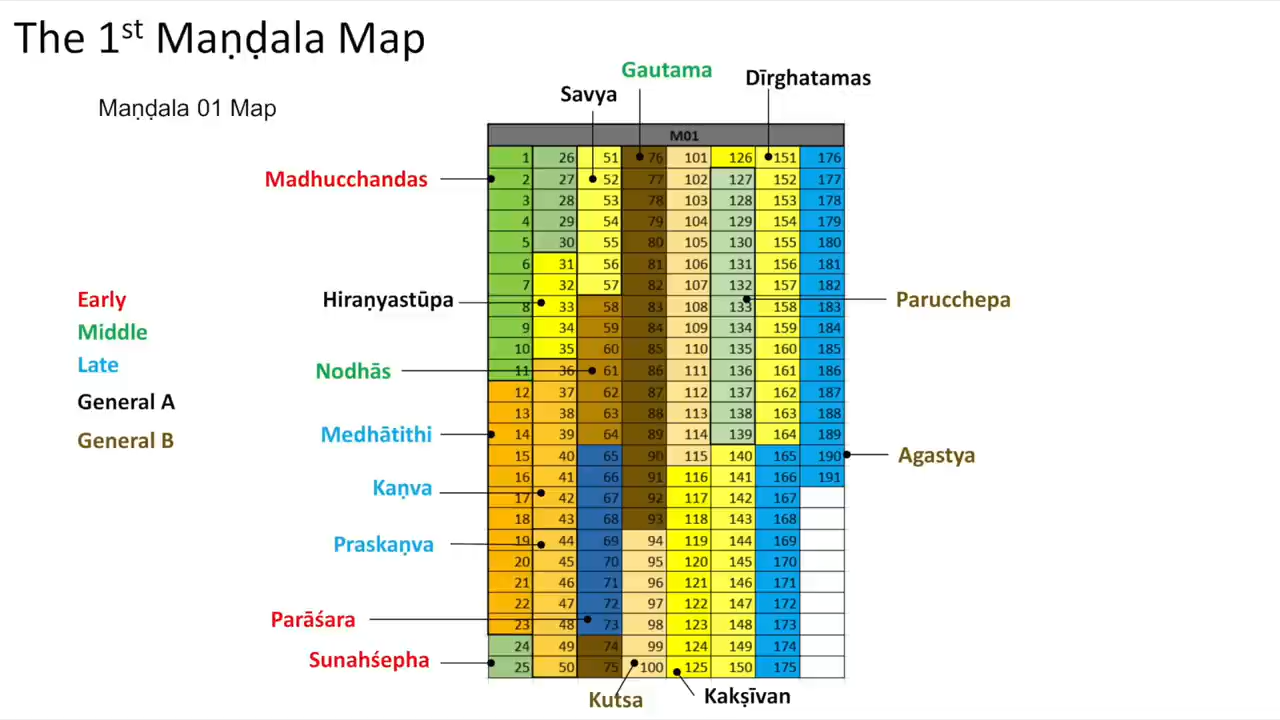 The 1st Maṇḍala Map
Maṇḍala 01 Map
Gautama
Dīrghatamas
Savya
M01
1 26 51 76 101 126 151 176
Madhucchandas 2 27 52 77 102 127 152 177
3 28 53 78 103 128 153 178
4 29 54 79 104 129 154 179
5 30 55 80 105 130 155 180
6 31 56 81 106 131 156 181
7 32 57 82 107 132 157 182
Early Hiraṇyastūpa 8 33 58 83 108 133 158 183 Parucchepa
Middle 9 34 59 84 109 134 159 184
10 35 60 85 110 135 160 185
Late Nodhās 11 36 61 86 111 136 161 186
General A 12 37 62 87 112 137 162 187
13 38 63 88 113 138 163 188
General B Medhātithi 14 39 64 89 114 139 164 189
15 40 65 90 115 140 165 190 Agastya
16 41 66 91 116 141 166 191
Kaṇva 17 42 67 92 117 142 167
18 43 68 93 118 143 168
Praskaṇva 19 44 69 94 119 144 169
20 45 70 95 120 145 170
21 46 71 96 121 146 171
22 47 72 97 122 147 172
Parāśara 23 48 73 98 123 148 173
24 49 74 99 124 149 174
Sunahśepha 25 50 75 100 125 150 175
Kutsa Kakṣīvan